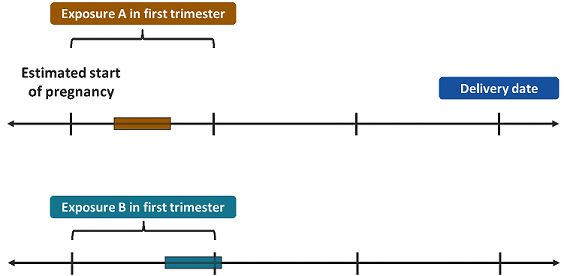 Exposure A in first trimester
Estimated start
of pregnancy
Delivery date
Exposure B in first trimester